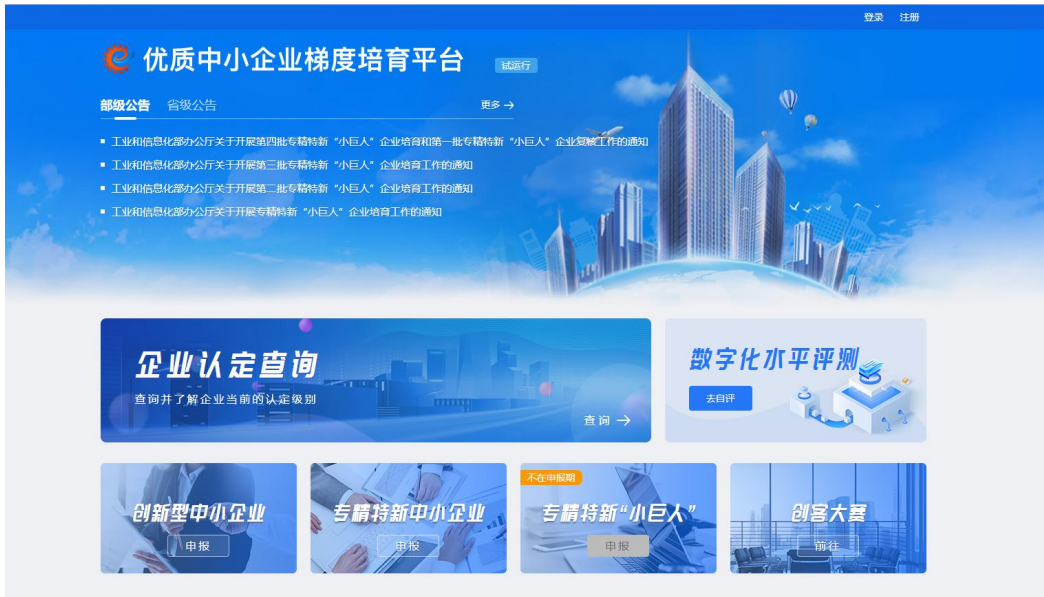 登录 注册
优质中小企业梯度培育平台 试运行
部级公告 省级公告 更多 →
工业和信息化部办公厅关于开展第四批专精特新“小巨人”企业培育和第一批专精特新“小巨人”企业复核工作的通知
工业和信息化部办公厅关于开展第三批专精特新“小巨人”企业培育工作的通知
工业和信息化部办公厅关于开展第二批专精特新“小巨人”企业培育工作的通知
工业和信息化部办公厅关于开展专精特新“小巨人”企业培育工作的通知
企业认定查询
查询并了解企业当前的认定级别
查询 →
数字化水平评测
去自评
创新型中小企业
申报
专精特新中小企业
申报
不在申报期
专精特新“小巨人”
申报
创客大赛
前往